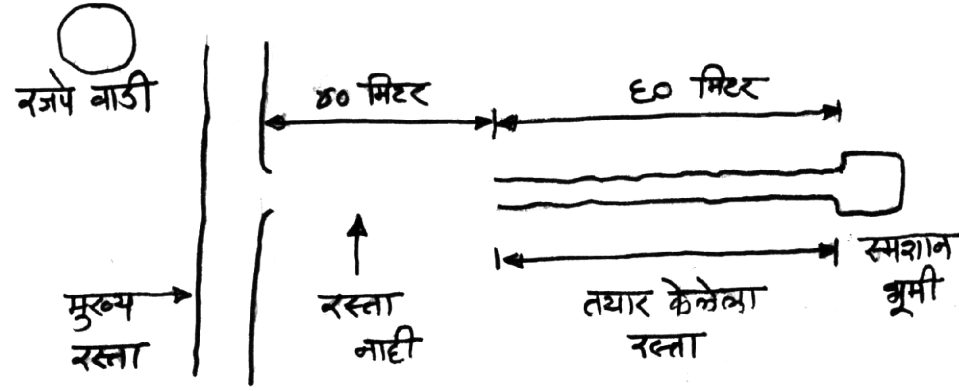 रजपे वाडी
४० मिटर
६० मिटर
मुख्य
रस्ता
रस्ता
नाही
तयार केलेला
रस्ता
स्मशान
भूमी